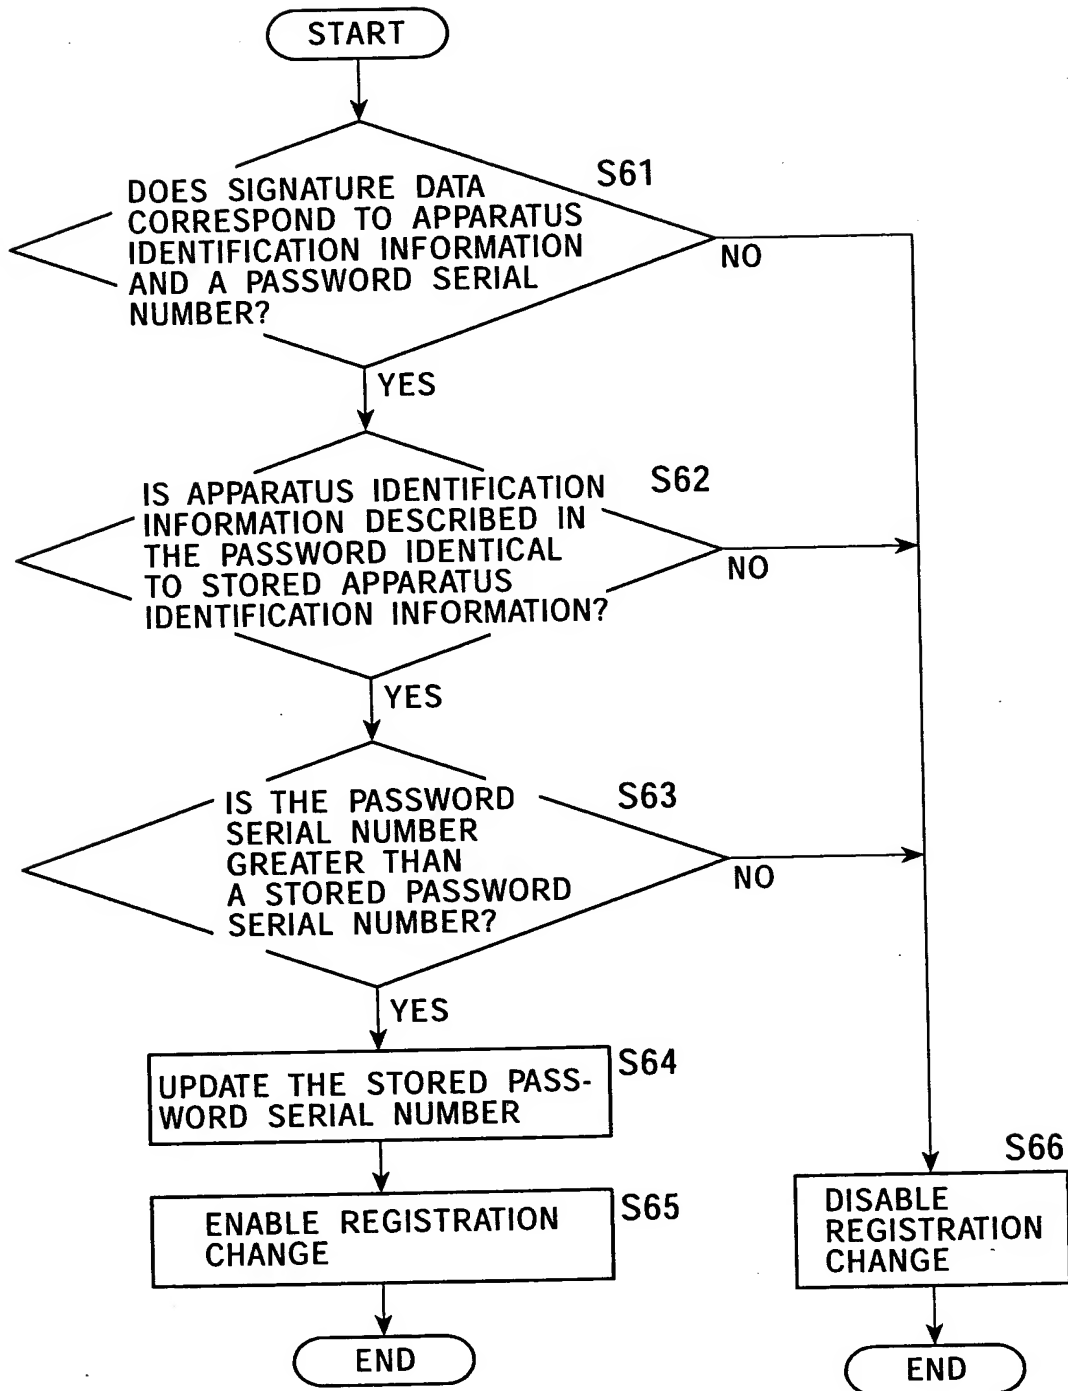 START
S61
DOES SIGNATURE DATA
CORRESPOND TO APPARATUS
IDENTIFICATION INFORMATION
AND A PASSWORD SERIAL
NUMBER?
NO
YES
S62
IS APPARATUS IDENTIFICATION
INFORMATION DESCRIBED IN
THE PASSWORD IDENTICAL
TO STORED APPARATUS
IDENTIFICATION INFORMATION?
NO
YES
S63
IS THE PASSWORD
SERIAL NUMBER
GREATER THAN
A STORED PASSWORD
SERIAL NUMBER?
NO
YES
S64
UPDATE THE STORED PASS-
WORD SERIAL NUMBER
S65
ENABLE REGISTRATION
CHANGE
END
S66
DISABLE
REGISTRATION
CHANGE
END